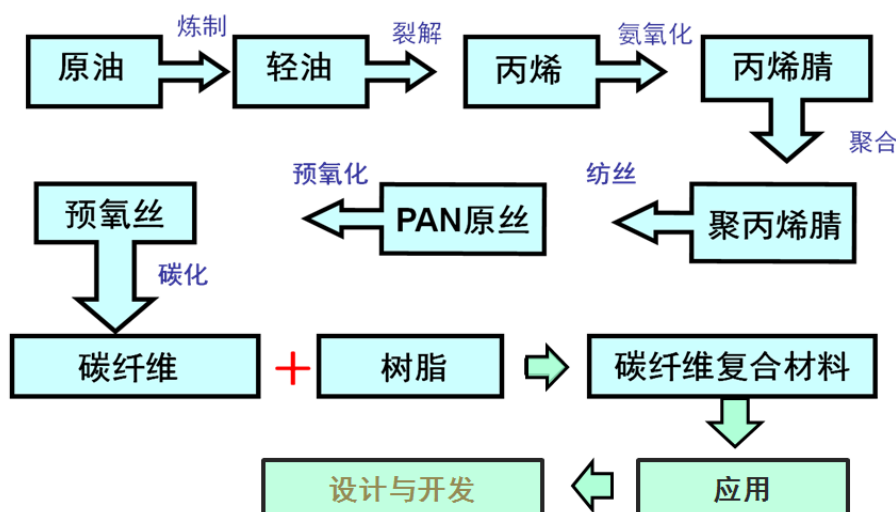 炼制
裂解
氨氧化
原油
轻油
丙烯
丙烯腈
聚合
预氧化
纺丝
预氧丝
PAN原丝
聚丙烯腈
碳化
碳纤维
+
树脂
碳纤维复合材料
设计与开发
应用